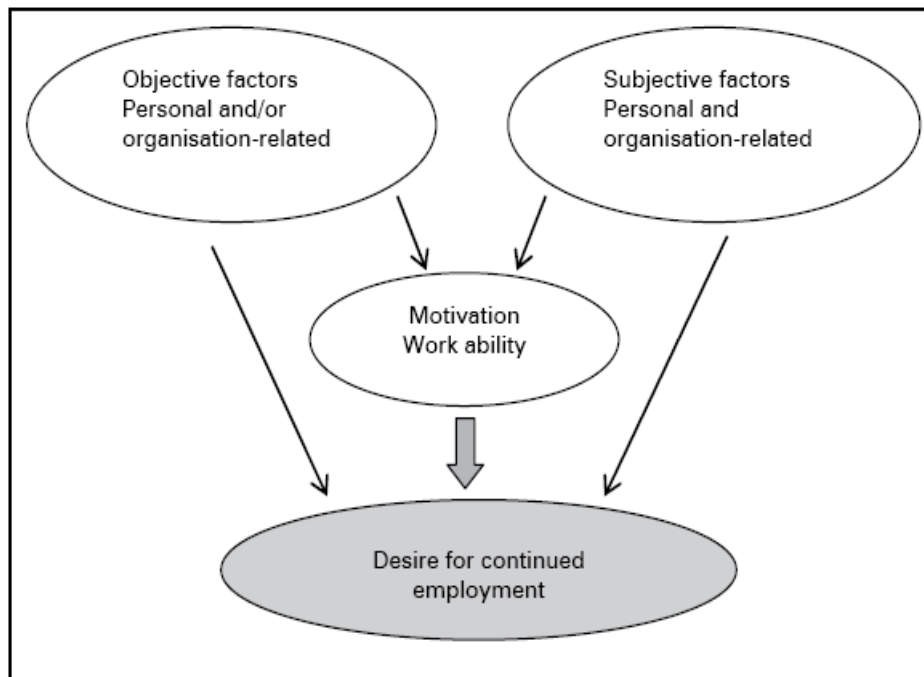 Objective factors
Personal and/or
organisation-related
Subjective factors
Personal and
organisation-related
Motivation
Work ability
Desire for continued
employment